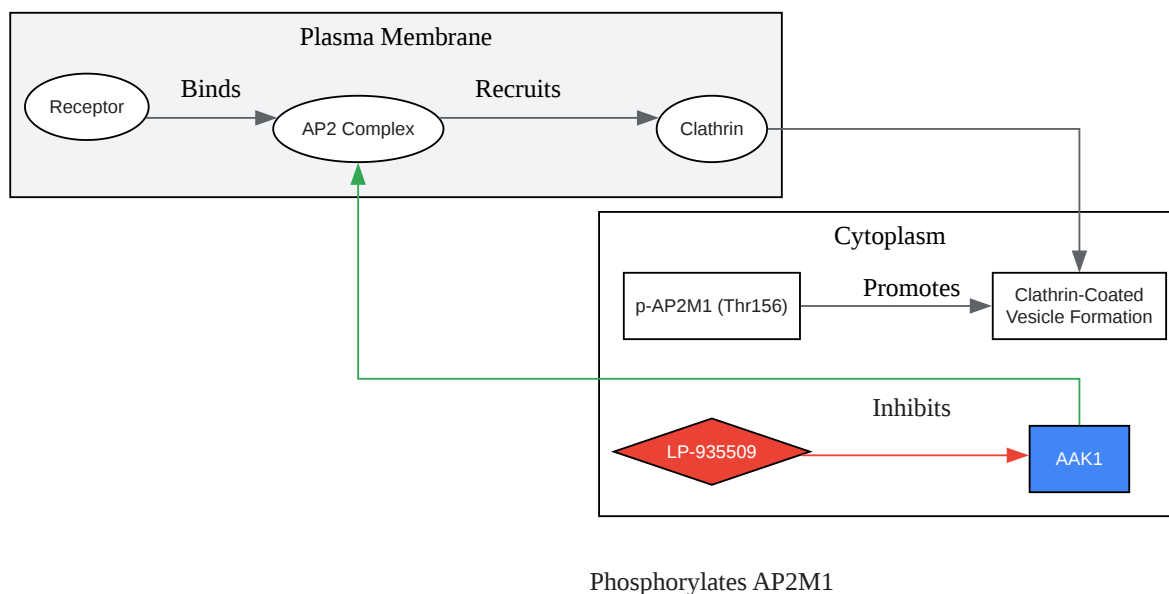 Plasma Membrane
Receptor
Binds
AP2 Complex
Recruits
Clathrin
Cytoplasm
p-AP2M1 (Thr156)
Promotes
Clathrin-Coated
Vesicle Formation
Inhibits
LP-935509
AAK1
Phosphorylates AP2M1